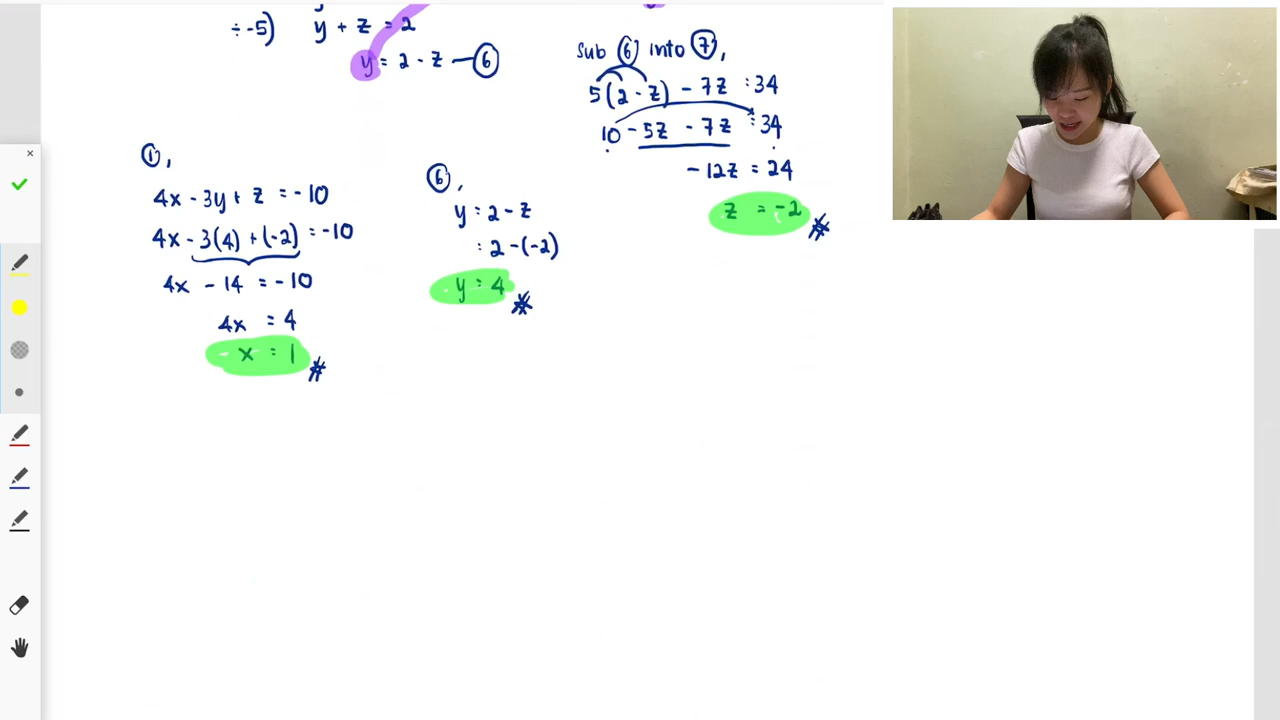 ÷ -5) y + z = 2
y = 2 - z — ⑥
Sub ⑥ into ⑦,
5(2 - z) - 7z = 34
10 - 5z - 7z = 34
-12z = 24
z = -2
①,
4x - 3y + z = -10
4x - 3(4) + (-2) = -10
4x - 14 = -10
4x = 4
x = 1
⑥,
y = 2 - z
= 2 - (-2)
y = 4